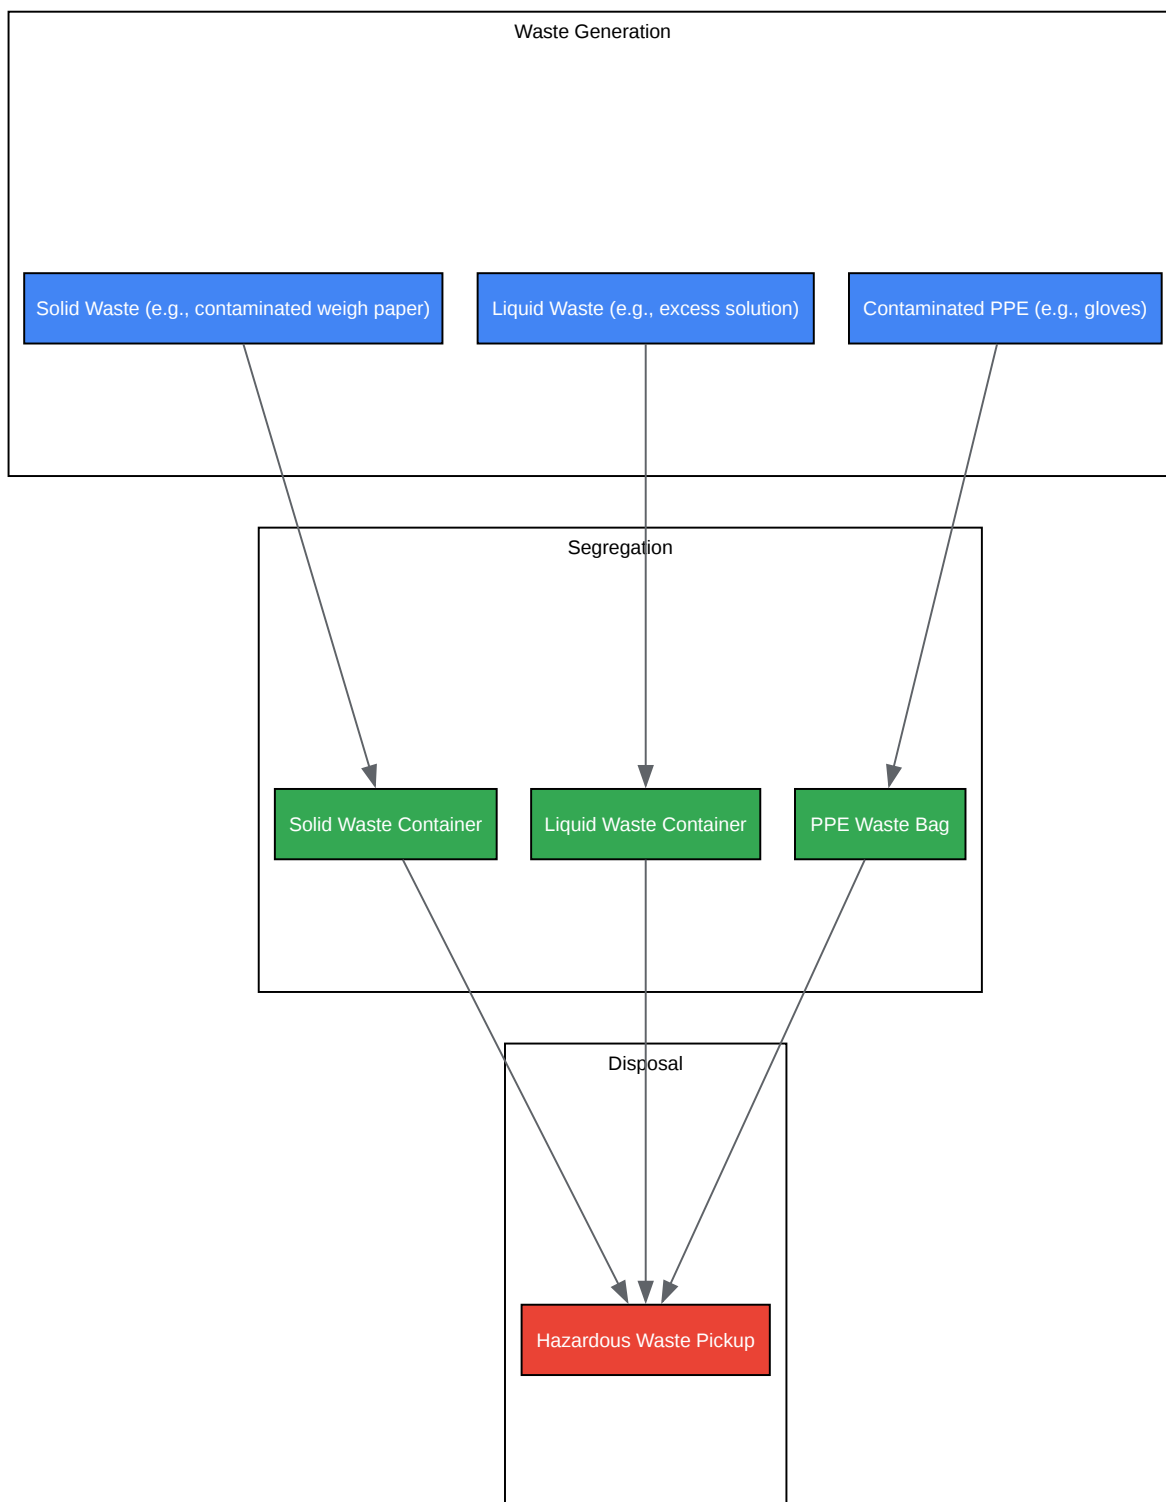 Waste Generation
Solid Waste (e.g., contaminated weigh paper)
Liquid Waste (e.g., excess solution)
Contaminated PPE (e.g., gloves)
Segregation
Solid Waste Container
Liquid Waste Container
PPE Waste Bag
Disposal
Hazardous Waste Pickup